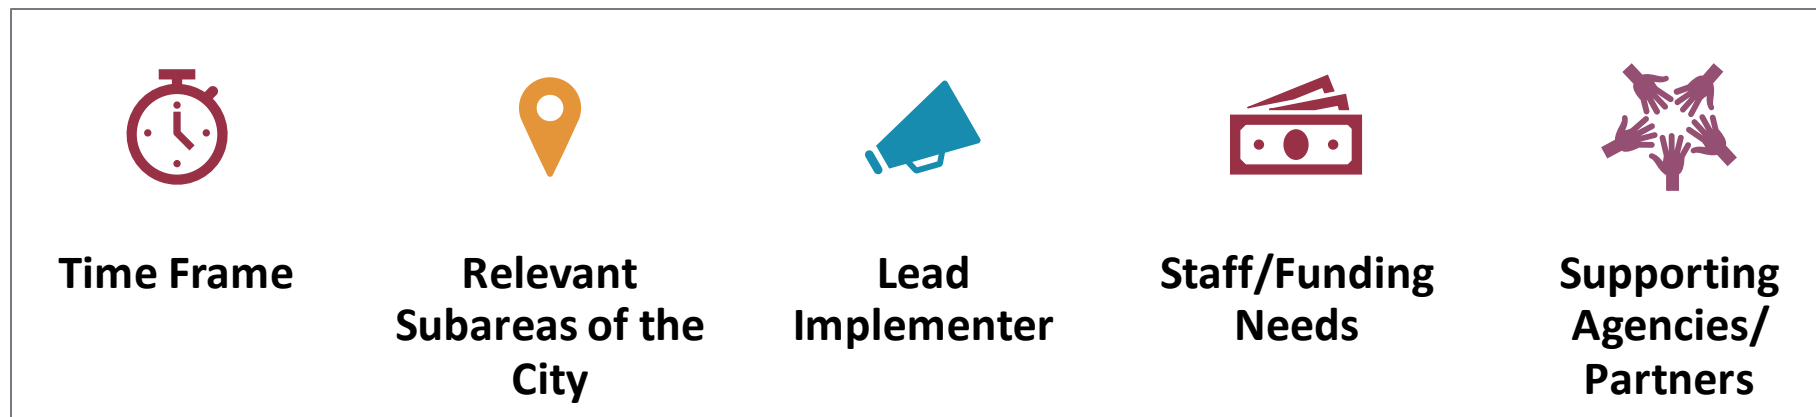 Time Frame
Relevant
Subareas of the
City
Lead
Implementer
Staff/Funding
Needs
Supporting
Agencies/
Partners